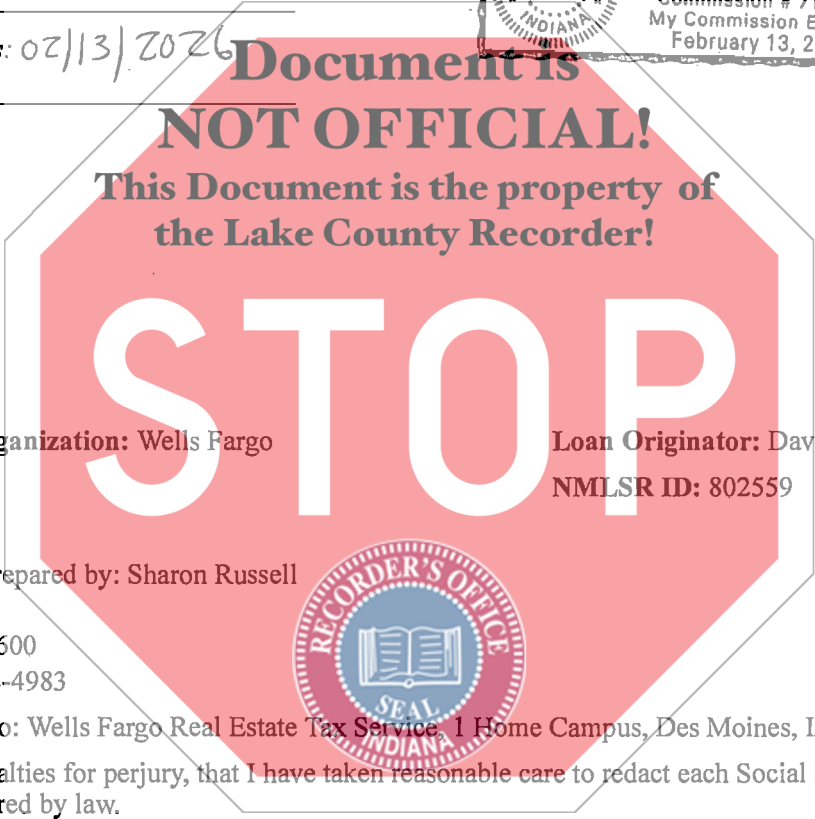 Commission # 71
My Commission E
February 13, 2
INDIANA
: 02/13/2026
Document is
NOT OFFICIAL!
This Document is the property of
the Lake County Recorder!
STOP
ganization: Wells Fargo
Loan Originator: Dav
NMLSR ID: 802559
epared by: Sharon Russell
600
-4983
o: Wells Fargo Real Estate Tax Service, 1 Home Campus, Des Moines, I
alties for perjury, that I have taken reasonable care to redact each Social
red by law.
RECORDER'S OFFICE
SEAL
INDIANA